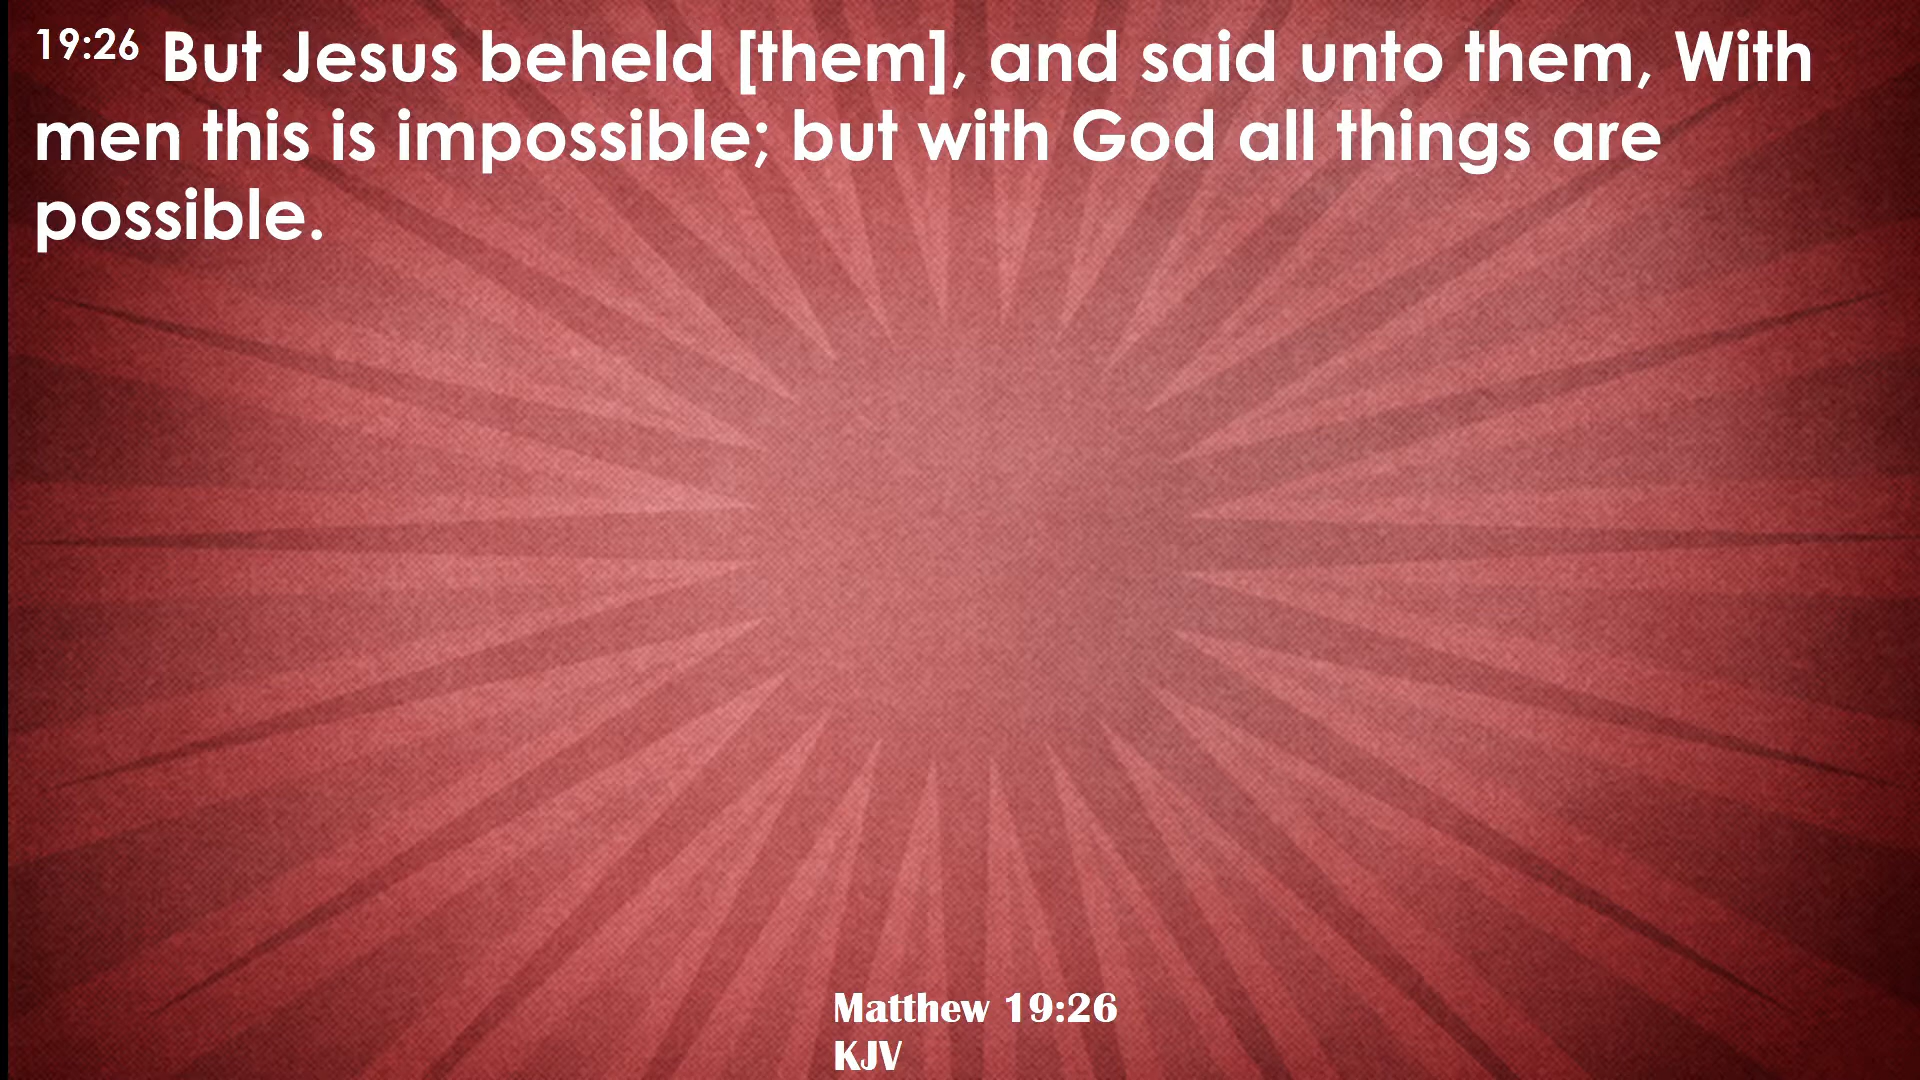 19:26 But Jesus beheld [them], and said unto them, With
men this is impossible; but with God all things are
possible.
Matthew 19:26
KJV